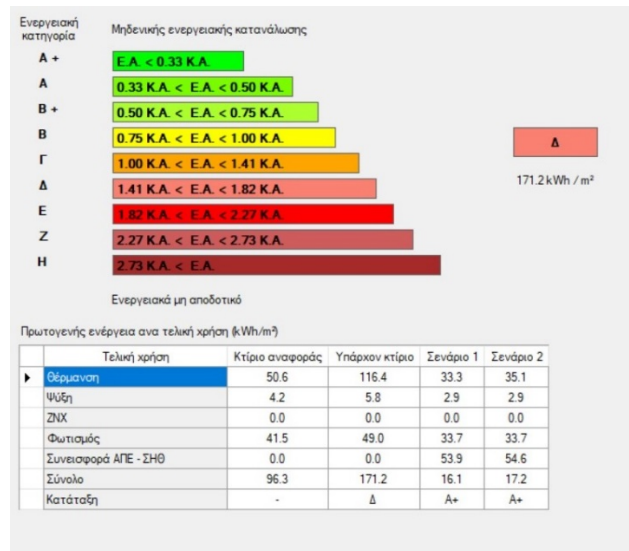 Ενεργειακή κατηγορία
Μηδενικής ενεργειακής κατανάλωσης
A + Ε.Α. < 0.33 Κ.Α.
A 0.33 Κ.Α. < Ε.Α. < 0.50 Κ.Α.
B + 0.50 Κ.Α. < Ε.Α. < 0.75 Κ.Α.
B 0.75 Κ.Α. < Ε.Α. < 1.00 Κ.Α.
Γ 1.00 Κ.Α. < Ε.Α. < 1.41 Κ.Α.
Δ 1.41 Κ.Α. < Ε.Α. < 1.82 Κ.Α.
E 1.82 Κ.Α. < Ε.Α. < 2.27 Κ.Α.
Z 2.27 Κ.Α. < Ε.Α. < 2.73 Κ.Α.
H 2.73 Κ.Α. < Ε.Α.
Δ
171.2 kWh / m²
Ενεργειακά μη αποδοτικό
Πρωτογενής ενέργεια ανα τελική χρήση (kWh/m²)
Τελική χρήση Κτίριο αναφοράς Υπάρχον κτίριο Σενάριο 1 Σενάριο 2
Θέρμανση 50.6 116.4 33.3 35.1
Ψύξη 4.2 5.8 2.9 2.9
ΖΝΧ 0.0 0.0 0.0 0.0
Φωτισμός 41.5 49.0 33.7 33.7
Συνεισφορά ΑΠΕ - ΣΗΘ 0.0 0.0 53.9 54.6
Σύνολο 96.3 171.2 16.1 17.2
Κατάταξη - Δ A+ A+